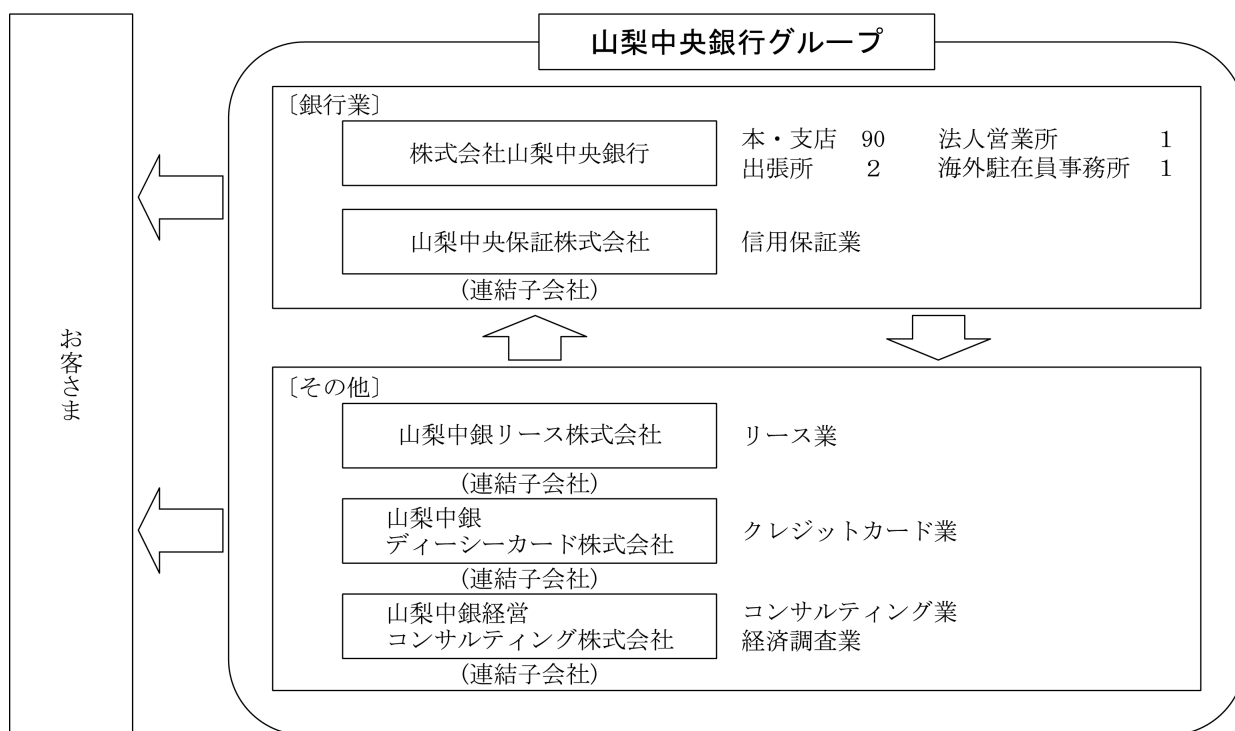 山梨中央銀行グループ
〔銀行業〕
株式会社山梨中央銀行
本・支店 90 法人営業所 1
出張所 2 海外駐在員事務所 1
山梨中央保証株式会社 信用保証業
(連結子会社)
お客さま
〔その他〕
山梨中銀リース株式会社 リース業
(連結子会社)
山梨中銀
ディーシーカード株式会社
クレジットカード業
(連結子会社)
山梨中銀経営
コンサルティング株式会社
コンサルティング業
経済調査業
(連結子会社)